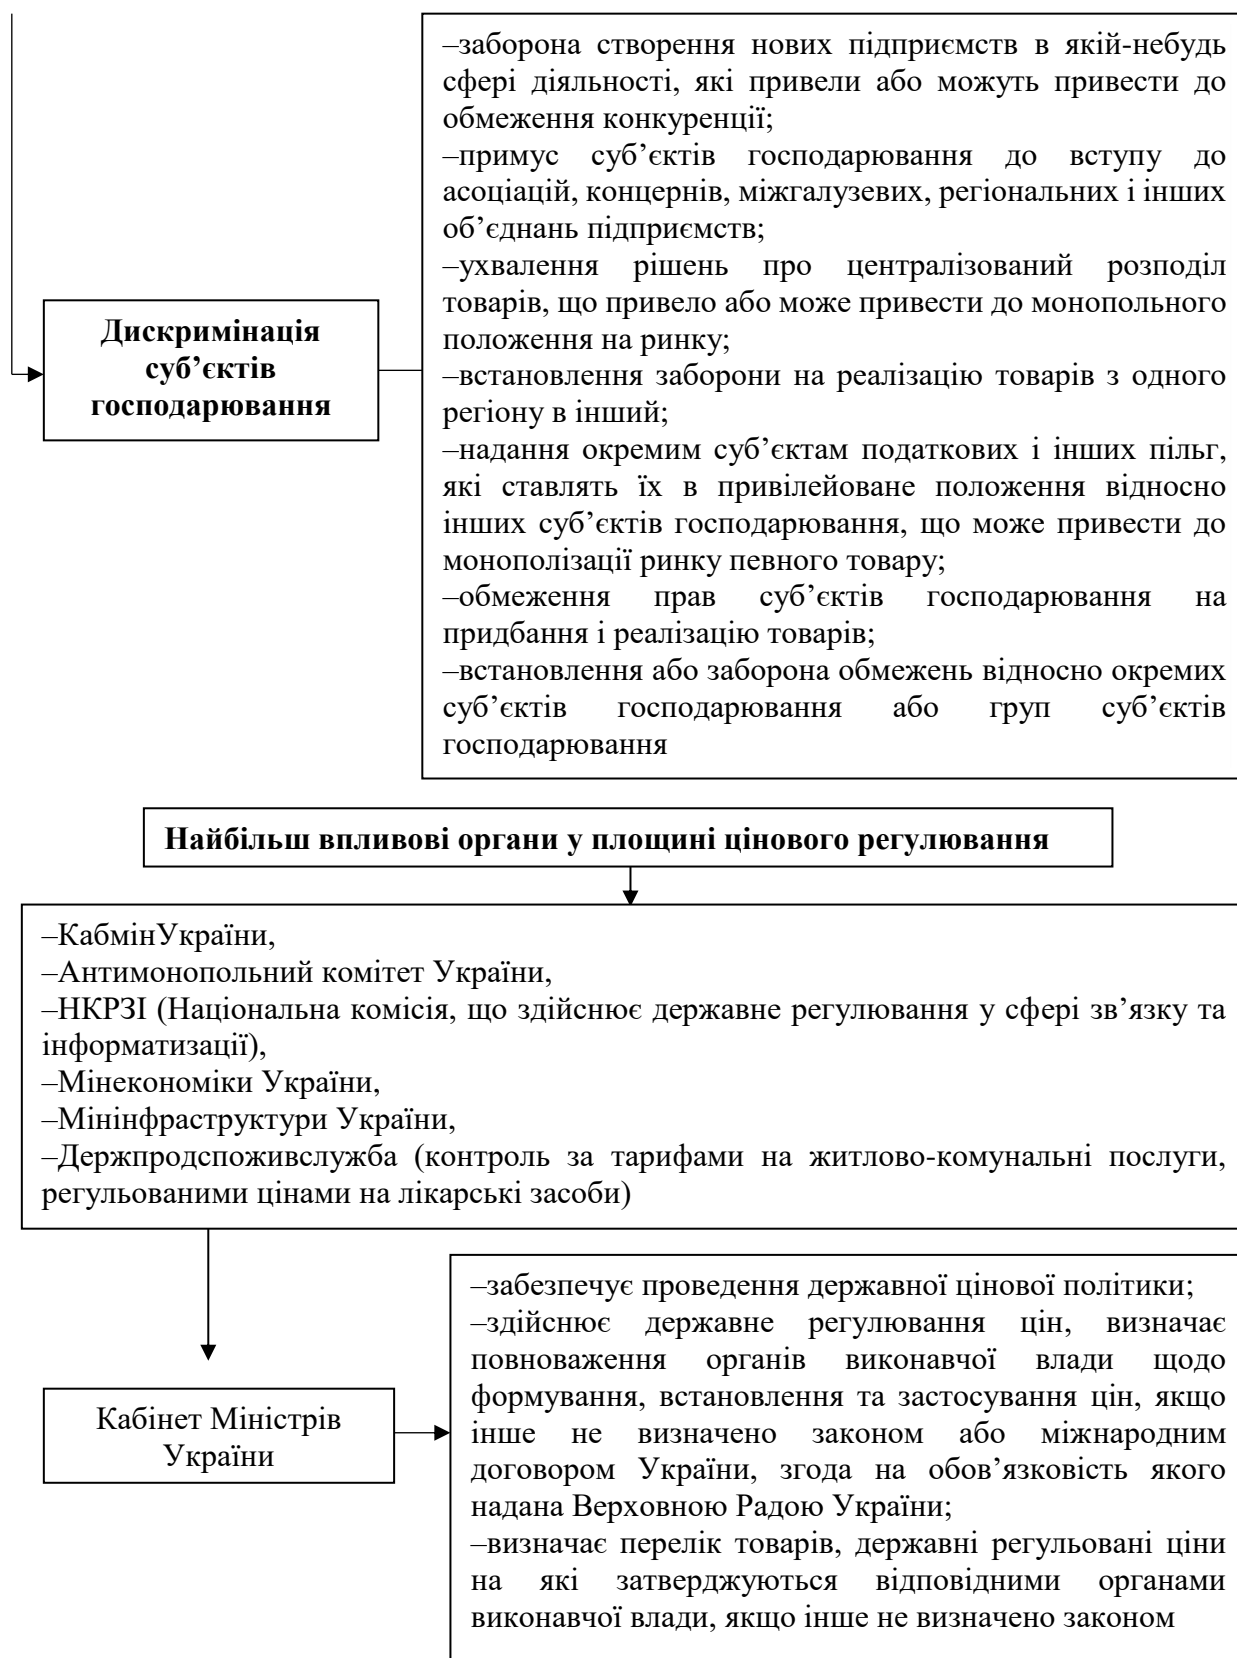 –заборона створення нових підприємств в якій-небудь
сфері діяльності, які привели або можуть привести до
обмеження конкуренції;
–примус суб’єктів господарювання до вступу до
асоціацій, концернів, міжгалузевих, регіональних і інших
об’єднань підприємств;
–ухвалення рішень про централізований розподіл
товарів, що привело або може привести до монопольного
положення на ринку;
–встановлення заборони на реалізацію товарів з одного
регіону в інший;
–надання окремим суб’єктам податкових і інших пільг,
які ставлять їх в привілейоване положення відносно
інших суб’єктів господарювання, що може привести до
монополізації ринку певного товару;
–обмеження прав суб’єктів господарювання на
придбання і реалізацію товарів;
–встановлення або заборона обмежень відносно окремих
суб’єктів господарювання або груп суб’єктів
господарювання
Дискримінація
суб’єктів
господарювання
Найбільш впливові органи у площині цінового регулювання
–КабмінУкраїни,
–Антимонопольний комітет України,
–НКРЗІ (Національна комісія, що здійснює державне регулювання у сфері зв’язку та
інформатизації),
–Мінекономіки України,
–Мінінфраструктури України,
–Держпродспоживслужба (контроль за тарифами на житлово-комунальні послуги,
регульованими цінами на лікарські засоби)
Кабінет Міністрів
України
–забезпечує проведення державної цінової політики;
–здійснює державне регулювання цін, визначає
повноваження органів виконавчої влади щодо
формування, встановлення та застосування цін, якщо
інше не визначено законом або міжнародним
договором України, згода на обов’язковість якого
надана Верховною Радою України;
–визначає перелік товарів, державні регульовані ціни
на які затверджуються відповідними органами
виконавчої влади, якщо інше не визначено законом